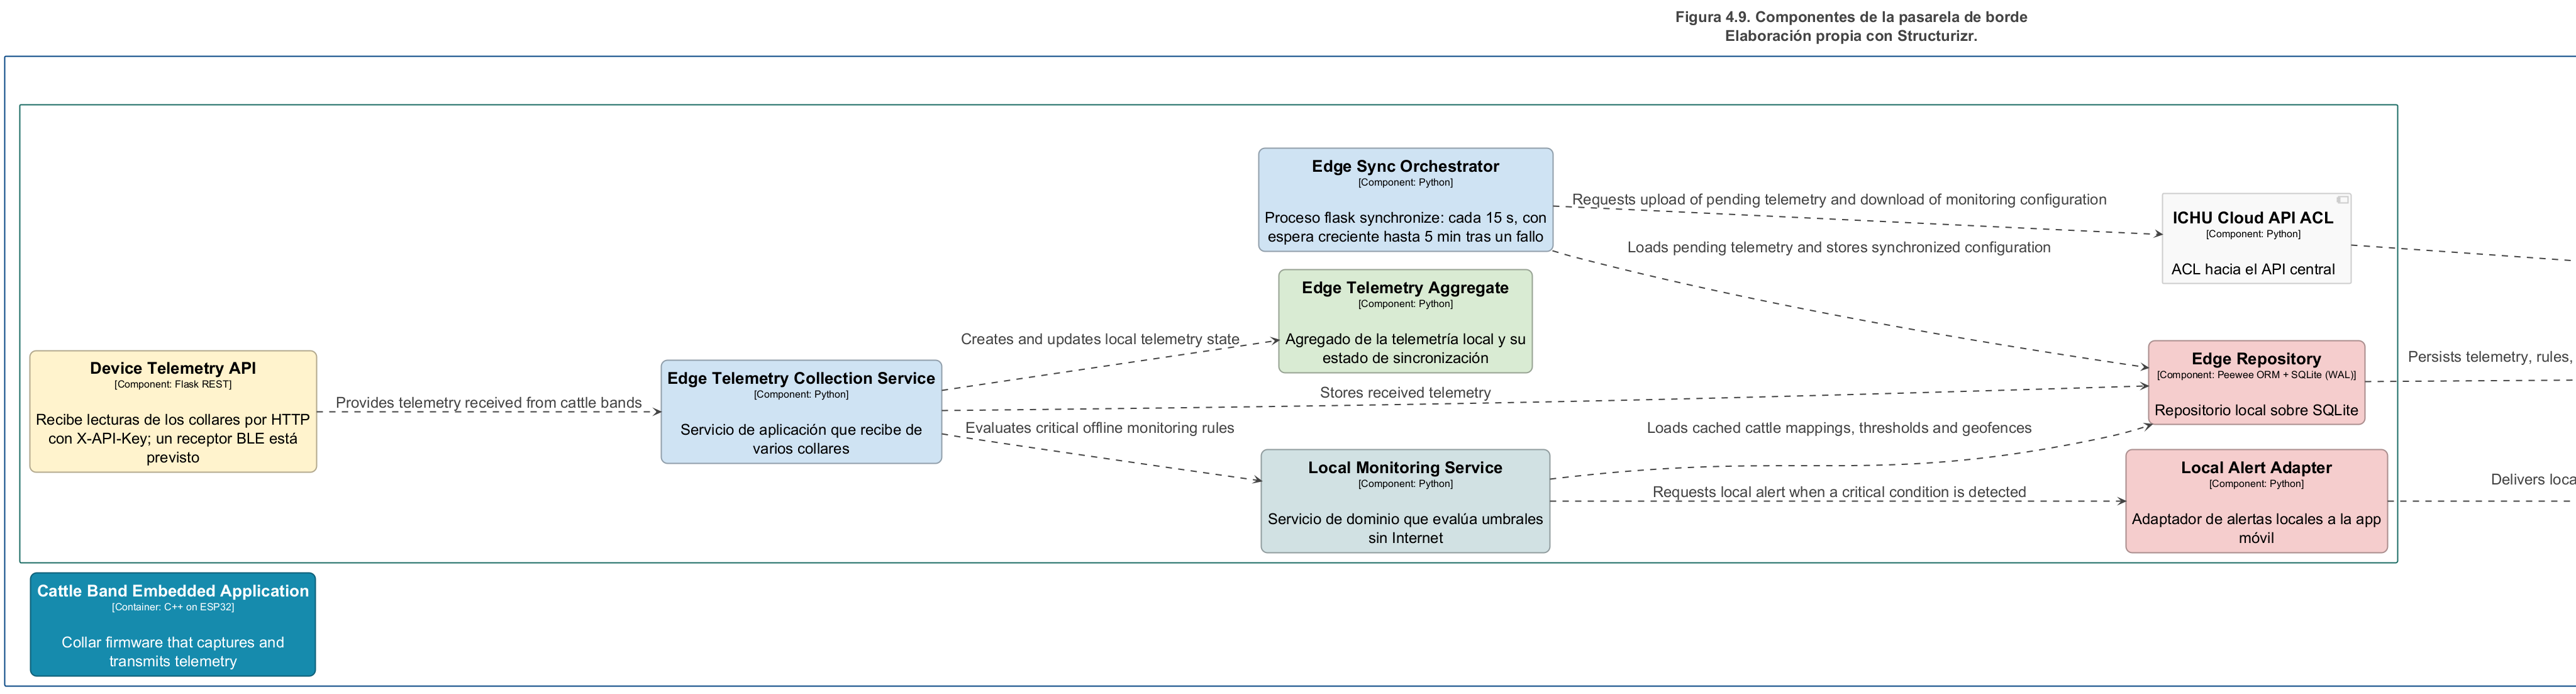 Figura 4.9. Componentes de la pasarela de borde
Elaboración propia con Structurizr.
Edge Sync Orchestrator
[Component: Python]
Proceso flask synchronize: cada 15 s, con
espera creciente hasta 5 min tras un fallo
Requests upload of pending telemetry and download of monitoring configuration
Loads pending telemetry and stores synchronized configuration
ICHU Cloud API ACL
[Component: Python]
ACL hacia el API central
Edge Telemetry Aggregate
[Component: Python]
Agregado de la telemetría local y su
estado de sincronización
Device Telemetry API
[Component: Flask REST]
Recibe lecturas de los collares por HTTP
con X-API-Key; un receptor BLE está
previsto
Provides telemetry received from cattle bands
Edge Telemetry Collection Service
[Component: Python]
Servicio de aplicación que recibe de
varios collares
Creates and updates local telemetry state
Stores received telemetry
Evaluates critical offline monitoring rules
Edge Repository
[Component: Peewee ORM + SQLite (WAL)]
Repositorio local sobre SQLite
Persists telemetry, rules,
Loads cached cattle mappings, thresholds and geofences
Local Monitoring Service
[Component: Python]
Servicio de dominio que evalúa umbrales
sin Internet
Requests local alert when a critical condition is detected
Local Alert Adapter
[Component: Python]
Adaptador de alertas locales a la app
móvil
Delivers loca
Cattle Band Embedded Application
[Container: C++ on ESP32]
Collar firmware that captures and
transmits telemetry